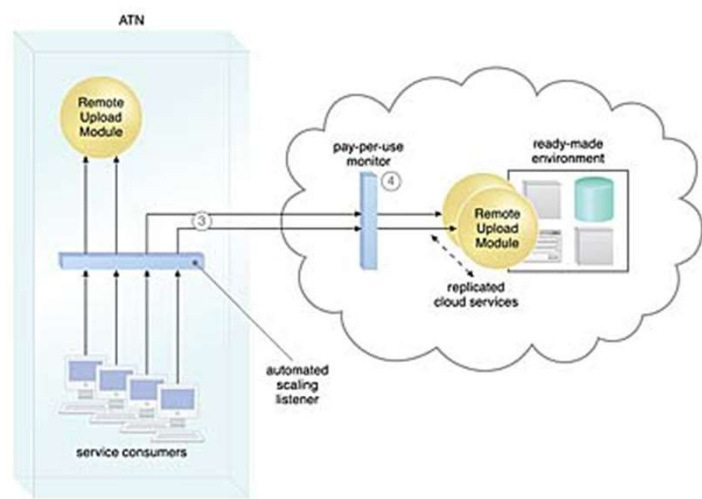 ATN
Remote
Upload
Module
3
pay-per-use
monitor
4
ready-made
environment
Remote
Upload
Module
replicated
cloud services
automated
scaling
listener
service consumers